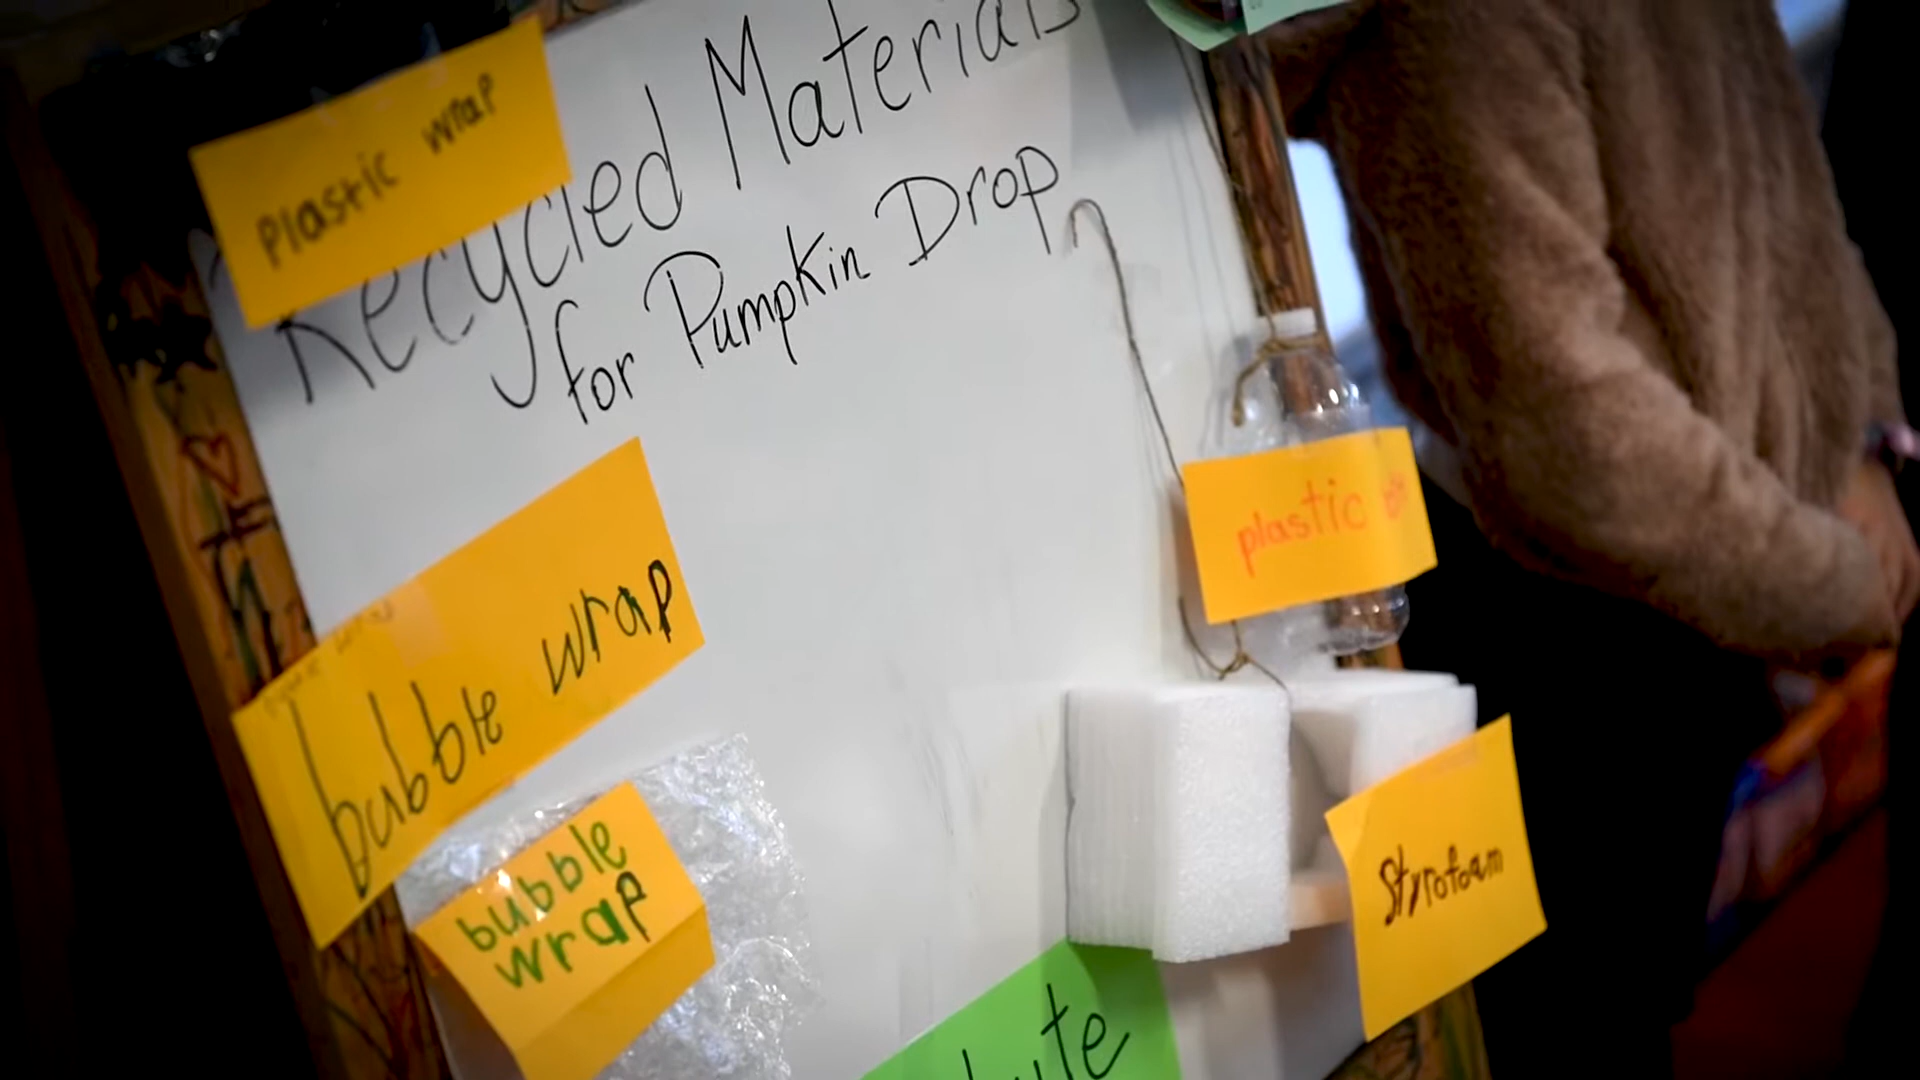 plastic wrap
Recycled Materials
for Pumpkin Drop
plastic
bubble wrap
bubble
wrap
Styrofoam